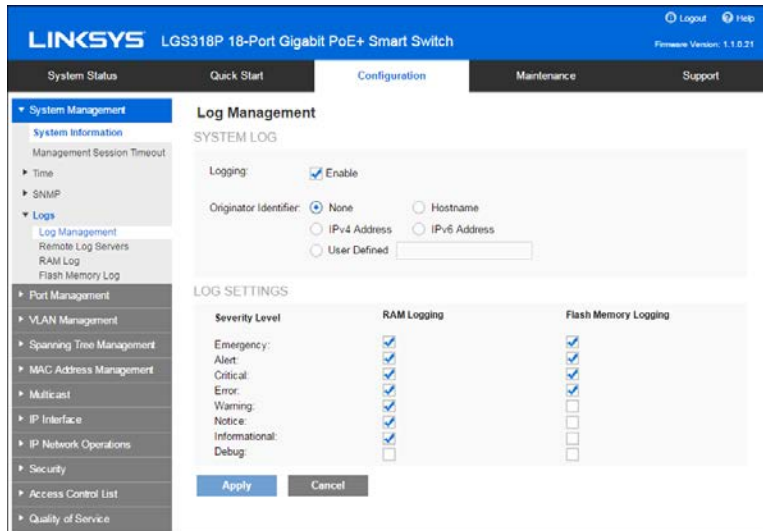 Logout Help
LINKSYS LGS318P 18-Port Gigabit PoE+ Smart Switch
Firmware Version: 1.1.0.21
System Status Quick Start Configuration Maintenance Support
System Management
System Information
Management Session Timeout
Time
SNMP
Logs
Log Management
Remote Log Servers
RAM Log
Flash Memory Log
Port Management
VLAN Management
Spanning Tree Management
MAC Address Management
Multicast
IP Interface
IP Network Operations
Security
Access Control List
Quality of Service
Log Management
SYSTEM LOG
Logging: Enable
Originator Identifier: None Hostname
IPv4 Address IPv6 Address
User Defined
LOG SETTINGS
Severity Level RAM Logging Flash Memory Logging
Emergency:
Alert:
Critical:
Error:
Warning:
Notice:
Informational:
Debug:
Apply Cancel